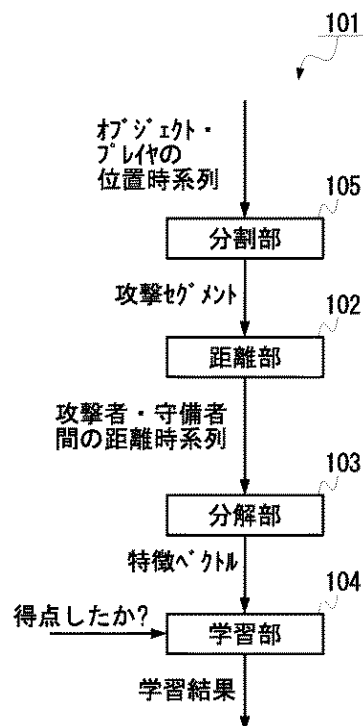 101
オブジェクト・
プレイヤの
位置時系列
105
分割部
攻撃セグメント
102
距離部
攻撃者・守備者
間の距離時系列
103
分解部
特徴ベクトル
104
得点したか?
学習部
学習結果